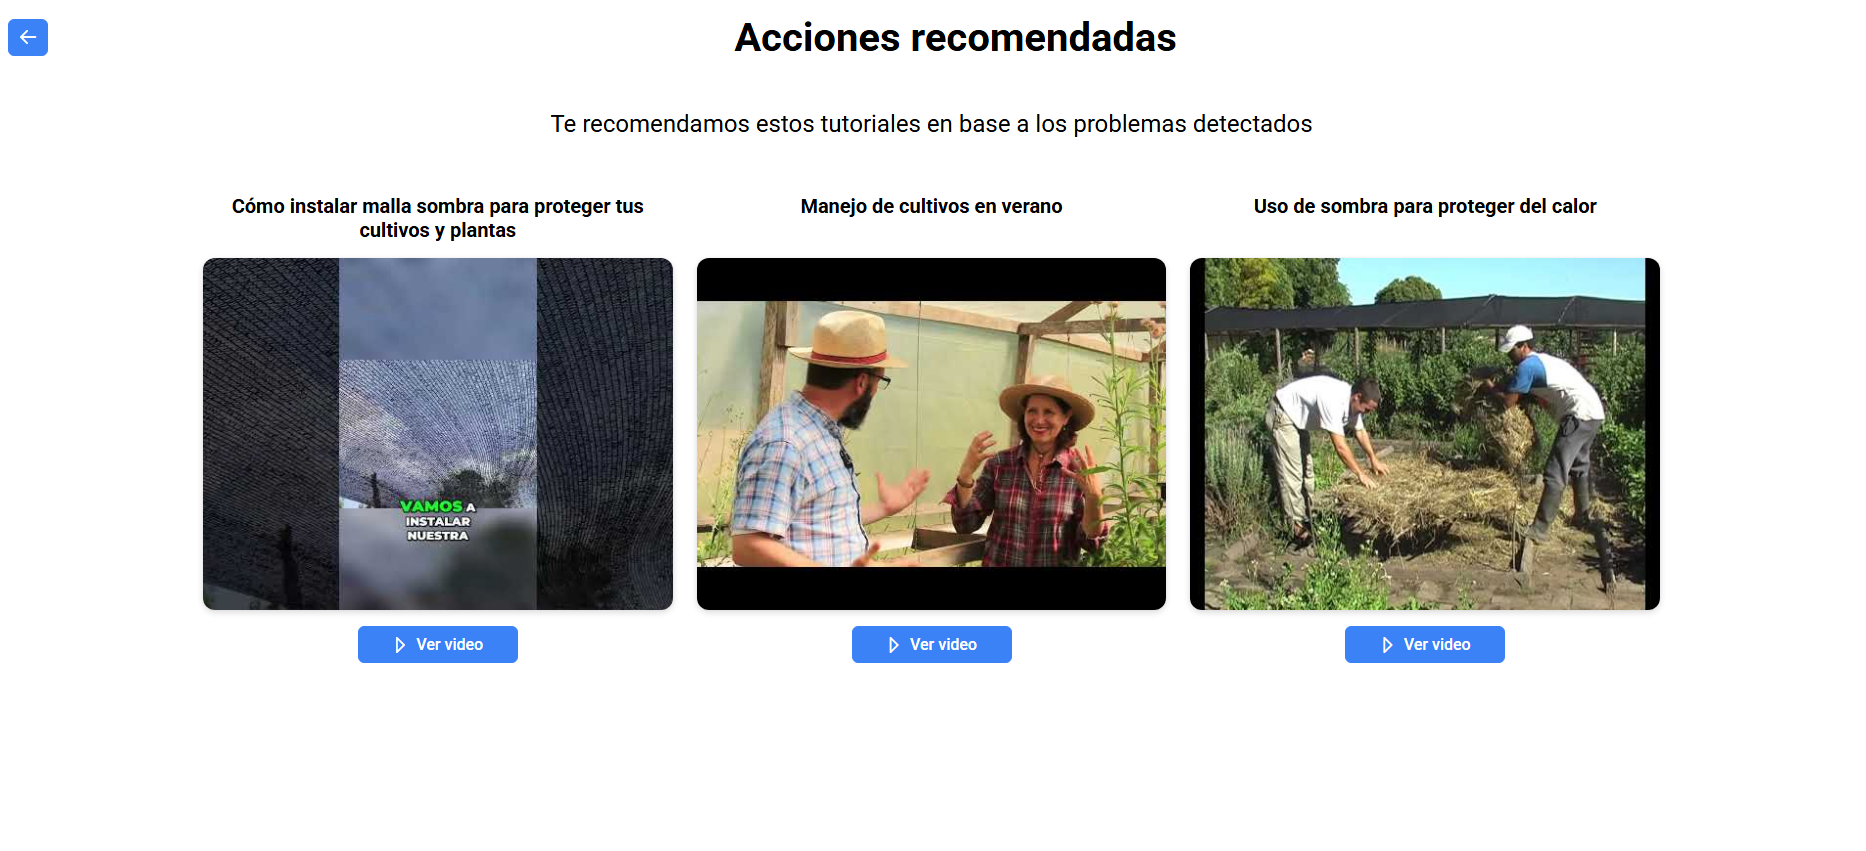 Acciones recomendadas
Te recomendamos estos tutoriales en base a los problemas detectados
Cómo instalar malla sombra para proteger tus
cultivos y plantas
Manejo de cultivos en verano
Uso de sombra para proteger del calor
VAMOS A
INSTALAR
NUESTRA
Ver video
Ver video
Ver video